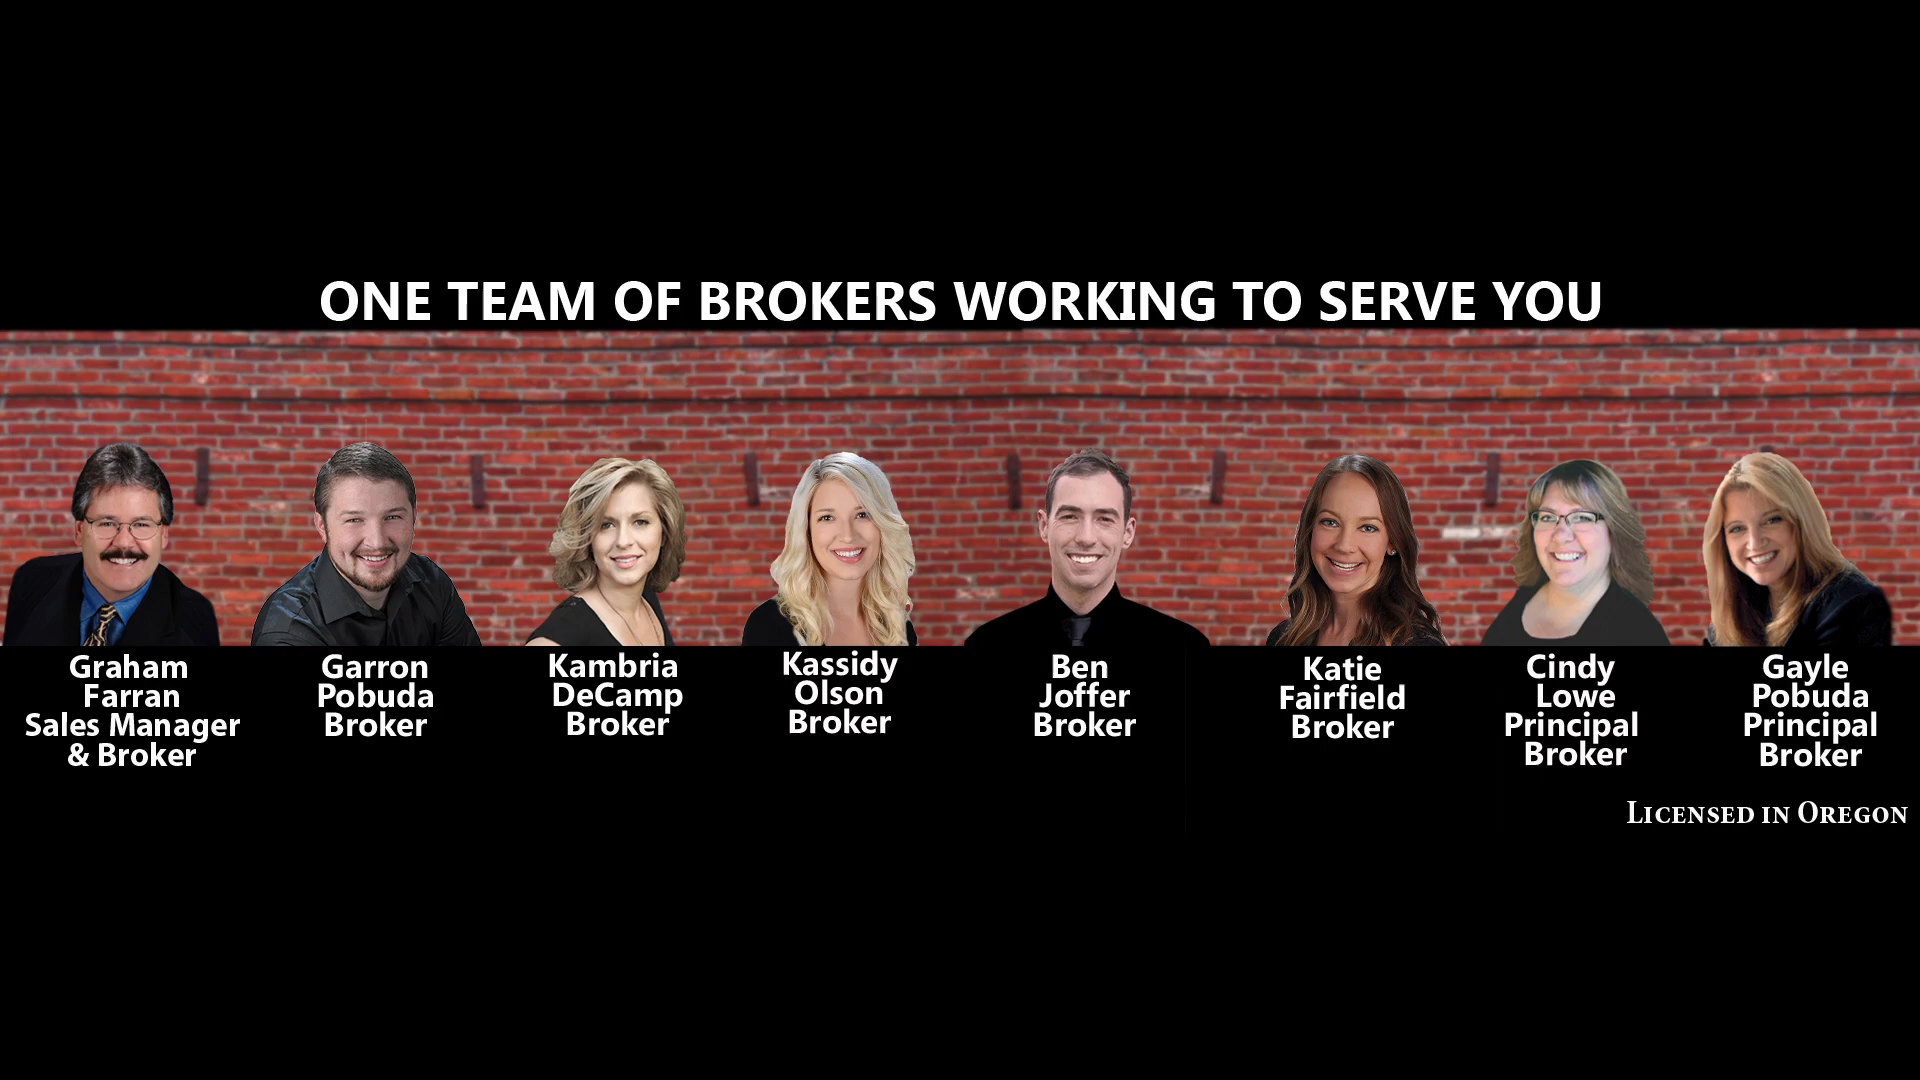 ONE TEAM OF BROKERS WORKING TO SERVE YOU
Graham
Farran
Sales Manager
& Broker
Garron
Pobuda
Broker
Kambria
DeCamp
Broker
Kassidy
Olson
Broker
Ben
Joffer
Broker
Katie
Fairfield
Broker
Cindy
Lowe
Principal
Broker
Gayle
Pobuda
Principal
Broker
Licensed in Oregon